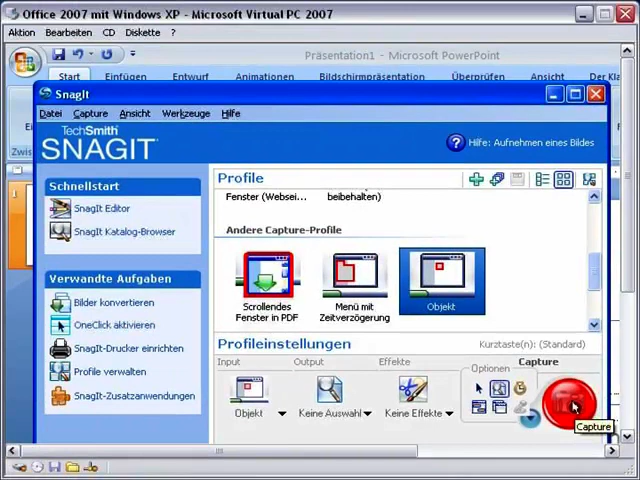 Office 2007 mit Windows XP - Microsoft Virtual PC 2007
Aktion Bearbeiten CD Diskette ?
Präsentation1 - Microsoft PowerPoint
Start Einfügen Entwurf Animationen Bildschirmpräsentation Überprüfen Ansicht Der Kla
SnagIt
Datei Capture Ansicht Werkzeuge Hilfe
TechSmith
SNAGIT
Hilfe: Aufnehmen eines Bildes
Zwis
Schnellstart
SnagIt Editor
SnagIt Katalog-Browser
Verwandte Aufgaben
Bilder konvertieren
OneClick aktivieren
SnagIt-Drucker einrichten
Profile verwalten
SnagIt-Zusatzanwendungen
Profile
Fenster (Websei... beibehalten)
Andere Capture-Profile
Scrollendes Fenster in PDF
Menü mit Zeitverzögerung
Objekt
Profileinstellungen
Kurztaste(n): (Standard)
Input Output Effekte
Optionen
Capture
Objekt Keine Auswahl Keine Effekte
Capture